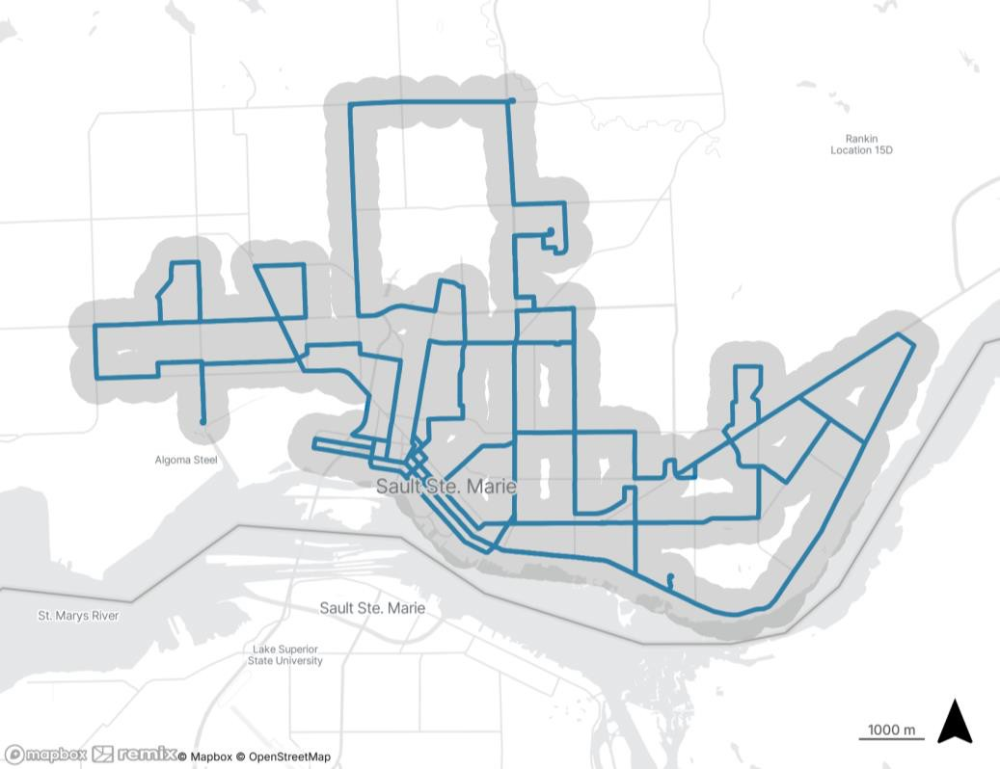 Rankin
Location 15D
Algoma Steel
Sault Ste. Marie
St. Marys River
Sault Ste. Marie
Lake Superior
State University
1000 m
mapbox remix © Mapbox © OpenStreetMap